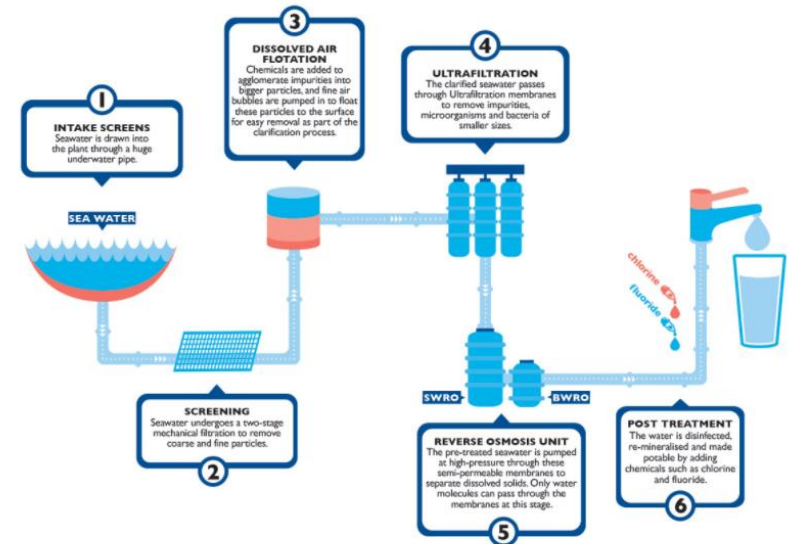 1
INTAKE SCREENS
Seawater is drawn into
the plant through a huge
underwater pipe.
SEA WATER
SCREENING
Seawater undergoes a two-stage
mechanical filtration to remove
coarse and fine particles.
2
3
DISSOLVED AIR
FLOTATION
Chemicals are added to
agglomerate impurities into
bigger particles, and fine air
bubbles are pumped in to float
these particles to the surface
for easy removal as part of the
clarification process.
4
ULTRAFILTRATION
The clarified seawater passes
through Ultrafiltration membranes
to remove impurities,
microorganisms and bacteria of
smaller sizes.
SWRO
BWRO
REVERSE OSMOSIS UNIT
The pre-treated seawater is pumped
at high-pressure through these
semi-permeable membranes to
separate dissolved solids. Only water
molecules can pass through the
membranes at this stage.
5
chlorine
fluoride
POST TREATMENT
The water is disinfected,
re-mineralised and made
potable by adding
chemicals such as chlorine
and fluoride.
6